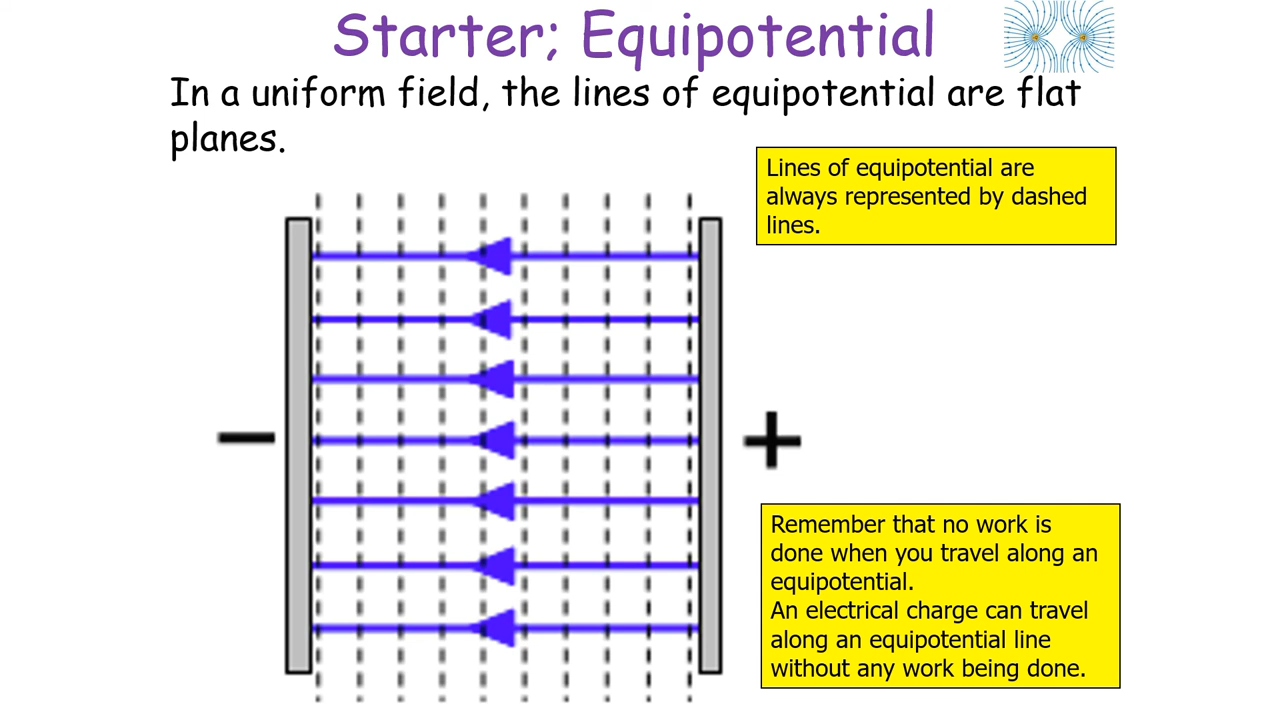 Starter; Equipotential
In a uniform field, the lines of equipotential are flat
planes.
Lines of equipotential are
always represented by dashed
lines.
−
+
Remember that no work is
done when you travel along an
equipotential.
An electrical charge can travel
along an equipotential line
without any work being done.